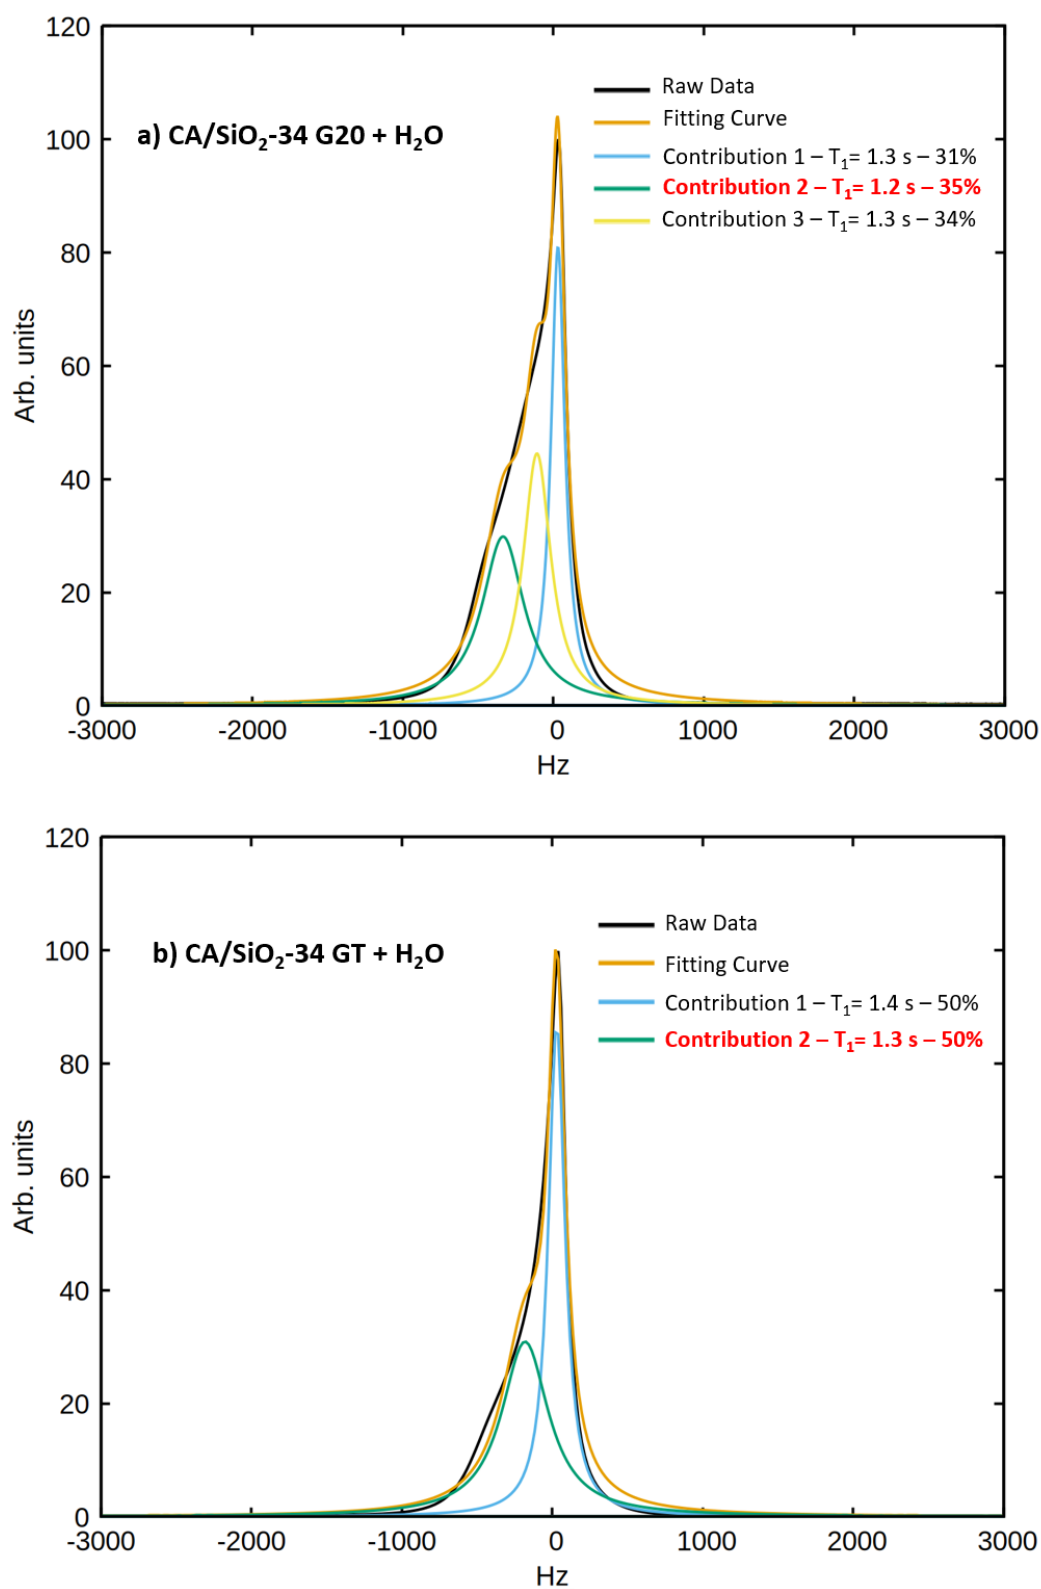 120
100
80
60
40
20
0
Arb. units
a) CA/SiO₂-34 G20 + H₂O
Raw Data
Fitting Curve
Contribution 1 – T₁= 1.3 s – 31%
Contribution 2 – T₁= 1.2 s – 35%
Contribution 3 – T₁= 1.3 s – 34%
-3000 -2000 -1000 0 1000 2000 3000
Hz
120
100
80
60
40
20
0
Arb. units
b) CA/SiO₂-34 GT + H₂O
Raw Data
Fitting Curve
Contribution 1 – T₁= 1.4 s – 50%
Contribution 2 – T₁= 1.3 s – 50%
-3000 -2000 -1000 0 1000 2000 3000
Hz